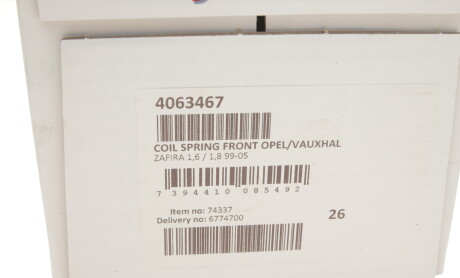 4063467
COIL SPRING FRONT OPEL/VAUXHAL
ZAFIRA 1,6 / 1,8 99-05
7 394410 085492
Item no: 74337
Delivery no: 6774700
26